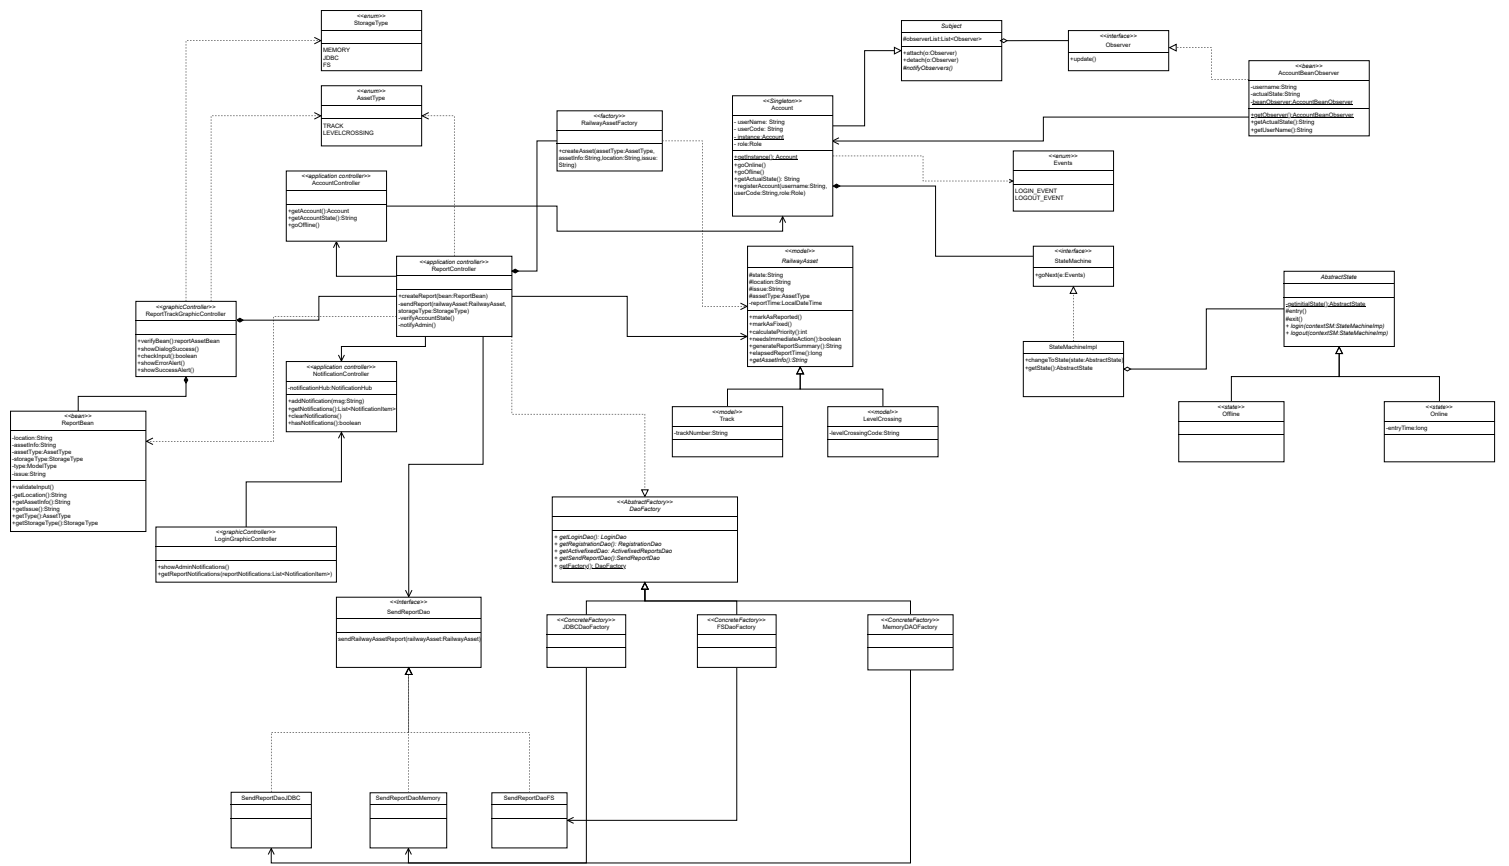 <<enum>>
StorageType
MEMORY
JDBC
FS
<<enum>>
AssetType
TRACK
LEVELCROSSING
<<application controller>>
AccountController
+getAccount():Account
+getAccountState():String
+goOffline()
<<factory>>
RailwayAssetFactory
+createAsset(assetType:AssetType,
assetInfo:String,location:String,issue:
String)
<<Singleton>>
Account
- userName: String
- userCode: String
- instance:Account
- role:Role
+getInstance(): Account
+goOnline()
+goOfline()
+getActualState(): String
+registerAccount(username:String,
userCode:String,role:Role)
Subject
#observerList:List<Observer>
+attach(o:Observer)
+detach(o:Observer)
#notifyObservers()
<<interface>>
Observer
+update()
<<bean>>
AccountBeanObserver
-username:String
-actualState:String
-beanObserver:AccountBeanObserver
+getActualState():String
+getUserName():String
<<enum>>
Events
LOGIN_EVENT
LOGOUT_EVENT
<<interface>>
StateMachine
+goNext(e:Events)
StateMachineImpl
+changeToState(state:AbstractState)
+getState():AbstractState
AbstractState
-getinitialState():AbstractState
#entry()
#exit()
+ login(contextSM:StateMachineImp)
+ logout(contextSM:StateMachineImp)
<<state>>
Offline
<<state>>
Online
-entryTime:long
<<application controller>>
ReportController
+createReport(bean:ReportBean)
-sendReport(railwayAsset:RailwayAsset,
storageType:StorageType)
-verifyAccountState()
-notifyAdmin()
<<model>>
RailwayAsset
#state:String
#location:String
#issue:String
#assetType:AssetType
-reportTime:LocalDateTime
+markAsReported()
+markAsFixed()
+calculatePriority():int
+needsImmediateAction():boolean
+generateReportSummary():String
+elapsedReportTime():long
+getAssetInfo():String
<<model>>
Track
-trackNumber:String
<<model>>
LevelCrossing
-levelCrossingCode:String
<<graphicController>>
ReportTrackGraphicController
+verifyBean():reportAssetBean
+showDialogSuccess()
+checkInput():boolean
+showErrorAlert()
+showSuccessAlert()
<<application controller>>
NotificationController
-notificationHub:NotificationHub
+addNotification(msg:String)
+getNotifications():List<NotificationItem>
+clearNotifications()
+hasNotifications():boolean
<<bean>>
ReportBean
-location:String
-assetInfo:String
-assetType:AssetType
-storageType:StorageType
-type:ModelType
-issue:String
+validateInput()
-getLocation():String
+getAssetInfo():String
+getIssue():String
+getType():AssetType
+getStorageType():StorageType
<<graphicController>>
LoginGraphicController
+showAdminNotifications()
+getReportNotifications(reportNotifications:List<NotificationItem>)
<<AbstractFactory>>
DaoFactory
+ getLoginDao(): LoginDao
+ getRegistrationDao(): RegistrationDao
+ getActivefixedDao: ActivefixedReportsDao
+ getSendReportDao():SendReportDao
+ getFactory(): DaoFactory
<<Interface>>
SendReportDao
sendRailwayAssetReport(railwayAsset:RailwayAsset)
<<ConcreteFactory>>
JDBCDaoFactory
<<ConcreteFactory>>
FSDaoFactory
<<ConcreteFactory>>
MemoryDAOFactory
SendReportDaoJDBC
SendReportDaoMemory
SendReportDaoFS